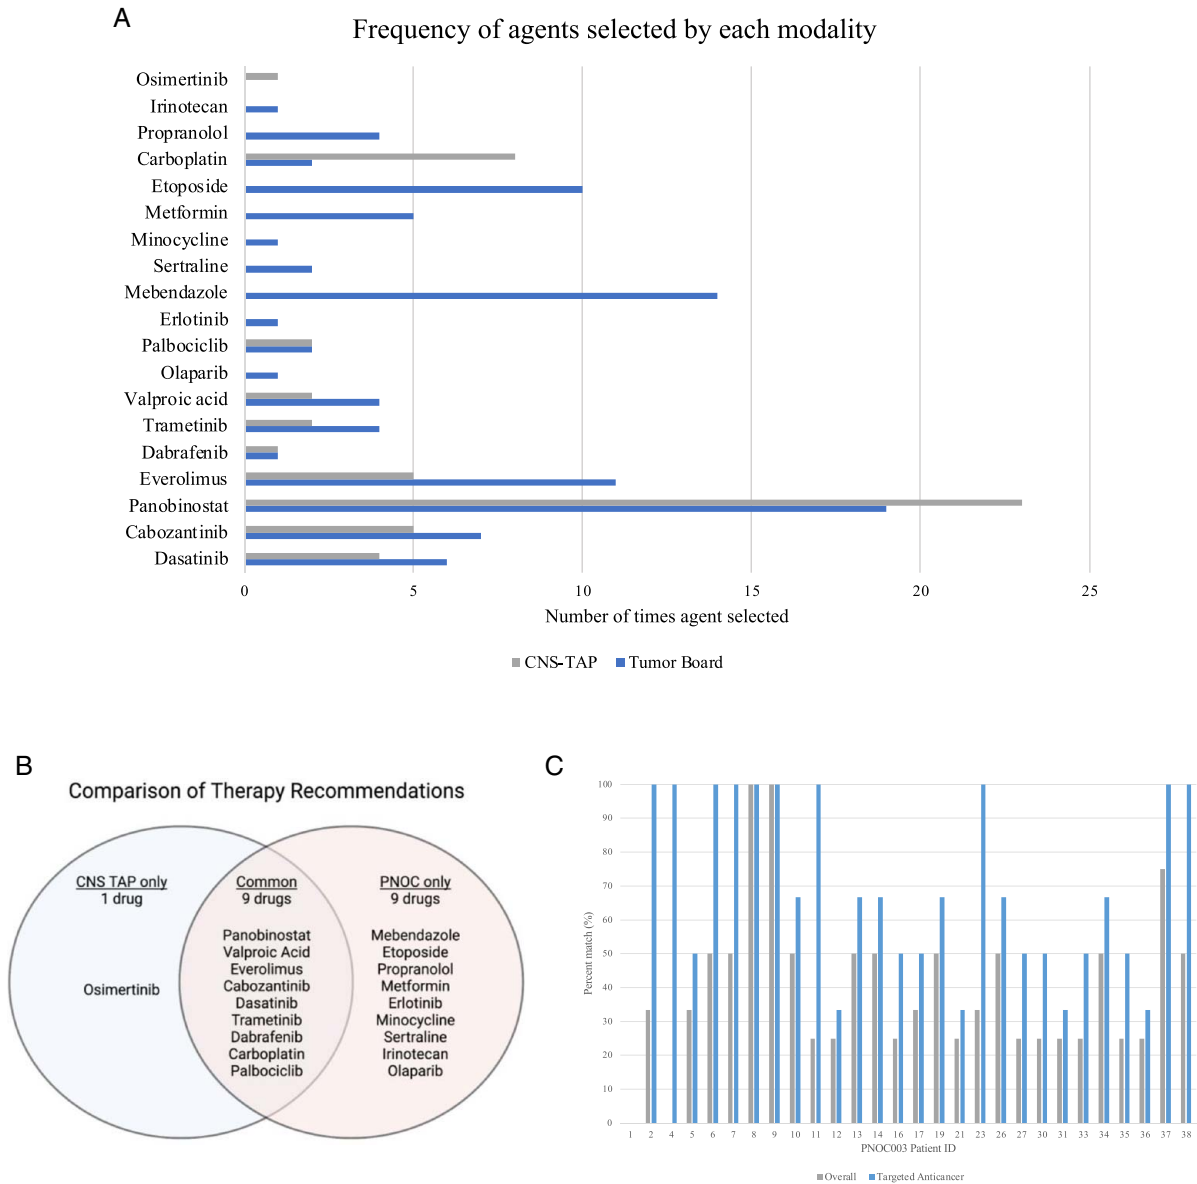 A
Frequency of agents selected by each modality
Osimertinib
Irinotecan
Propranolol
Carboplatin
Etoposide
Metformin
Minocycline
Sertraline
Mebendazole
Erlotinib
Palbociclib
Olaparib
Valproic acid
Trametinib
Dabrafenib
Everolimus
Panobinostat
Cabozantinib
Dasatinib
0 5 10 15 20 25
Number of times agent selected
CNS-TAP Tumor Board
B
Comparison of Therapy Recommendations
CNS TAP only
1 drug
Osimertinib
Common
9 drugs
Panobinostat
Valproic Acid
Everolimus
Cabozantinib
Dasatinib
Trametinib
Dabrafenib
Carboplatin
Palbociclib
PNOC only
9 drugs
Mebendazole
Etoposide
Propranolol
Metformin
Erlotinib
Minocycline
Sertraline
Irinotecan
Olaparib
C
100
90
80
70
60
50
40
30
20
10
0
Percent match (%)
1 2 4 5 6 7 8 9 10 11 12 13 14 16 17 19 21 23 26 27 30 31 33 34 35 36 37 38
PNOC003 Patient ID
Overall Targeted Anticancer